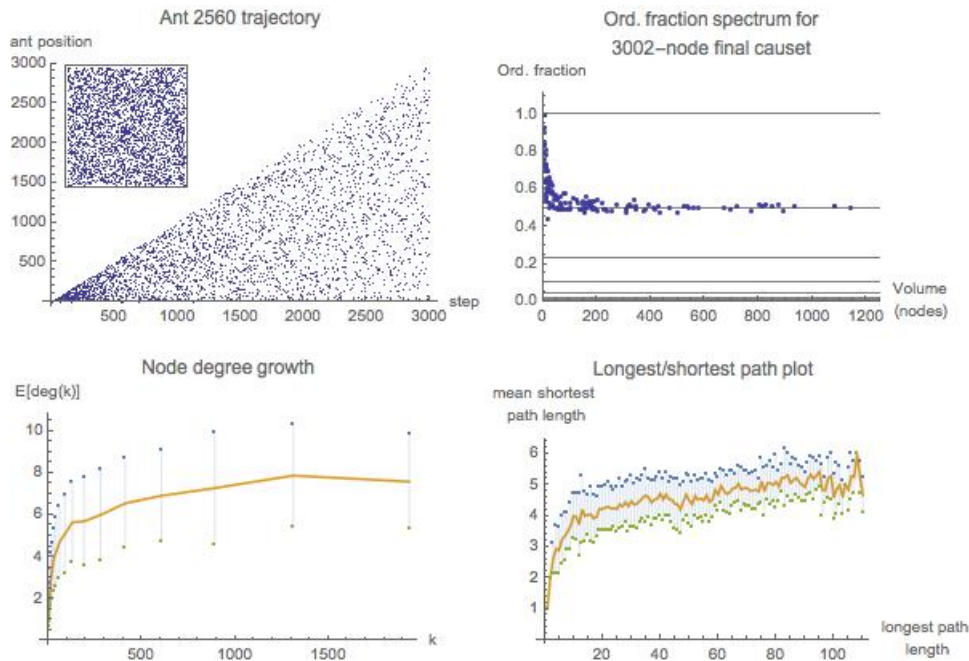 Ant 2560 trajectory
ant position
3000
2500
2000
1500
1000
500
500 1000 1500 2000 2500 3000
step
Ord. fraction spectrum for
3002–node final causet
Ord. fraction
1.0
0.8
0.6
0.4
0.2
0.0
0 200 400 600 800 1000 1200
Volume
(nodes)
Node degree growth
E[deg(k)]
10
8
6
4
2
500 1000 1500
k
Longest/shortest path plot
mean shortest
path length
6
5
4
3
2
1
20 40 60 80 100
longest path
length